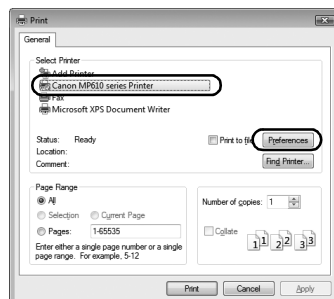 Print
General
Select Printer
Add Printer
Canon MP610 series Printer
Fax
Microsoft XPS Document Writer
Status: Ready
Location:
Comment:
Print to file
Preferences
Find Printer...
Page Range
All
Selection Current Page
Pages: 1-65535
Enter either a single page number or a single
page range. For example, 5-12
Number of copies: 1
Collate
1 1 2 2 3 3
Print Cancel Apply